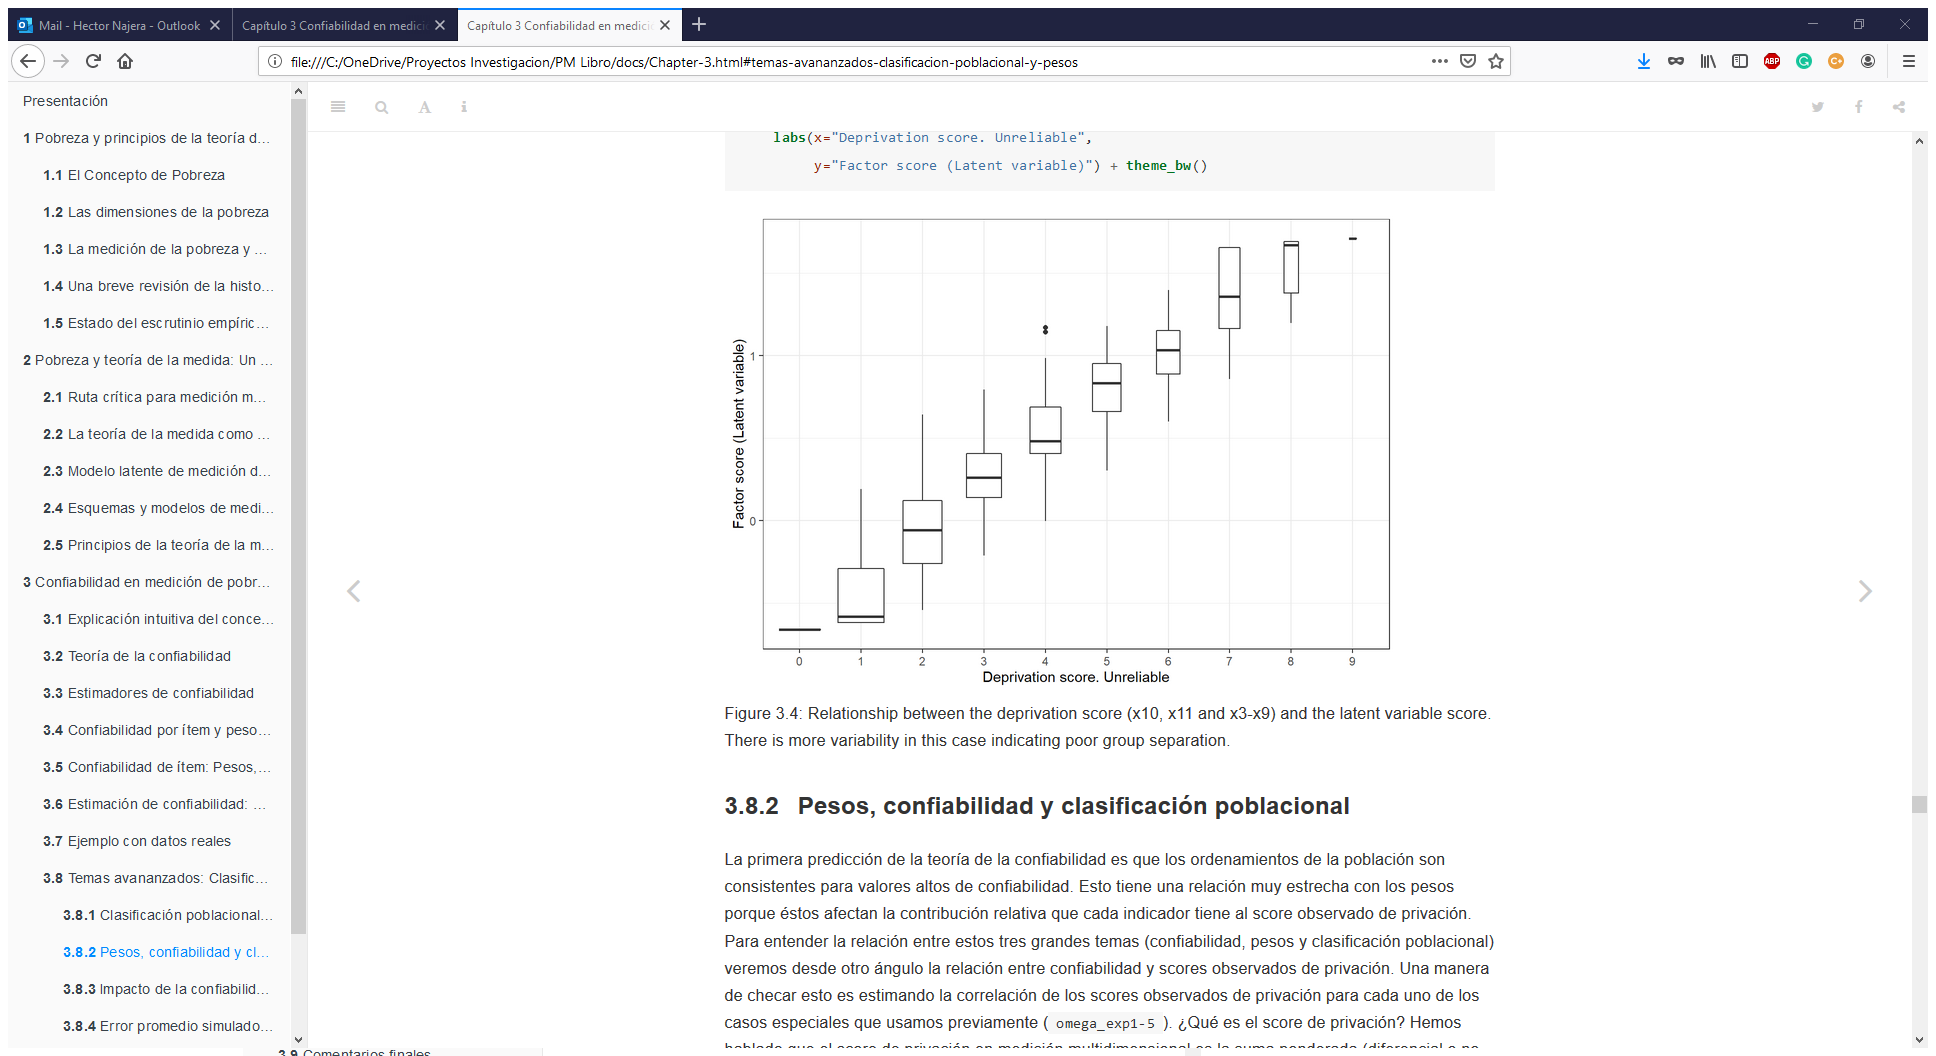 Mail - Hector Najera - Outlook
Capítulo 3 Confiabilidad en medici
Capítulo 3 Confiabilidad en medici
file:///C:/OneDrive/Proyectos Investigacion/PM Libro/docs/Chapter-3.html#temas-avananzados-clasificacion-poblacional-y-pesos
ABP
Presentación
1 Pobreza y principios de la teoría d...
1.1 El Concepto de Pobreza
1.2 Las dimensiones de la pobreza
1.3 La medición de la pobreza y ...
1.4 Una breve revisión de la histo...
1.5 Estado del escrutinio empíric...
2 Pobreza y teoría de la medida: Un ...
2.1 Ruta crítica para medición m...
2.2 La teoría de la medida como ...
2.3 Modelo latente de medición d...
2.4 Esquemas y modelos de medi...
2.5 Principios de la teoría de la m...
3 Confiabilidad en medición de pobr...
3.1 Explicación intuitiva del conce...
3.2 Teoría de la confiabilidad
3.3 Estimadores de confiabilidad
3.4 Confiabilidad por ítem y peso...
3.5 Confiabilidad de ítem: Pesos,...
3.6 Estimación de confiabilidad: ...
3.7 Ejemplo con datos reales
3.8 Temas avananzados: Clasific...
3.8.1 Clasificación poblacional...
3.8.2 Pesos, confiabilidad y cl...
3.8.3 Impacto de la confiabilid...
3.8.4 Error promedio simulado...
3.9 Comentarios finales
labs(x="Deprivation score. Unreliable",
y="Factor score (Latent variable)") + theme_bw()
Factor score (Latent variable)
1
0
0 1 2 3 4 5 6 7 8 9
Deprivation score. Unreliable
Figure 3.4: Relationship between the deprivation score (x10, x11 and x3-x9) and the latent variable score.
There is more variability in this case indicating poor group separation.
3.8.2 Pesos, confiabilidad y clasificación poblacional
La primera predicción de la teoría de la confiabilidad es que los ordenamientos de la población son
consistentes para valores altos de confiabilidad. Esto tiene una relación muy estrecha con los pesos
porque éstos afectan la contribución relativa que cada indicador tiene al score observado de privación.
Para entender la relación entre estos tres grandes temas (confiabilidad, pesos y clasificación poblacional)
veremos desde otro ángulo la relación entre confiabilidad y scores observados de privación. Una manera
de checar esto es estimando la correlación de los scores observados de privación para cada uno de los
casos especiales que usamos previamente ( omega_exp1-5 ). ¿Qué es el score de privación? Hemos
hablado que el score de privación en medición multidimensional es la suma ponderada (diferencial o no